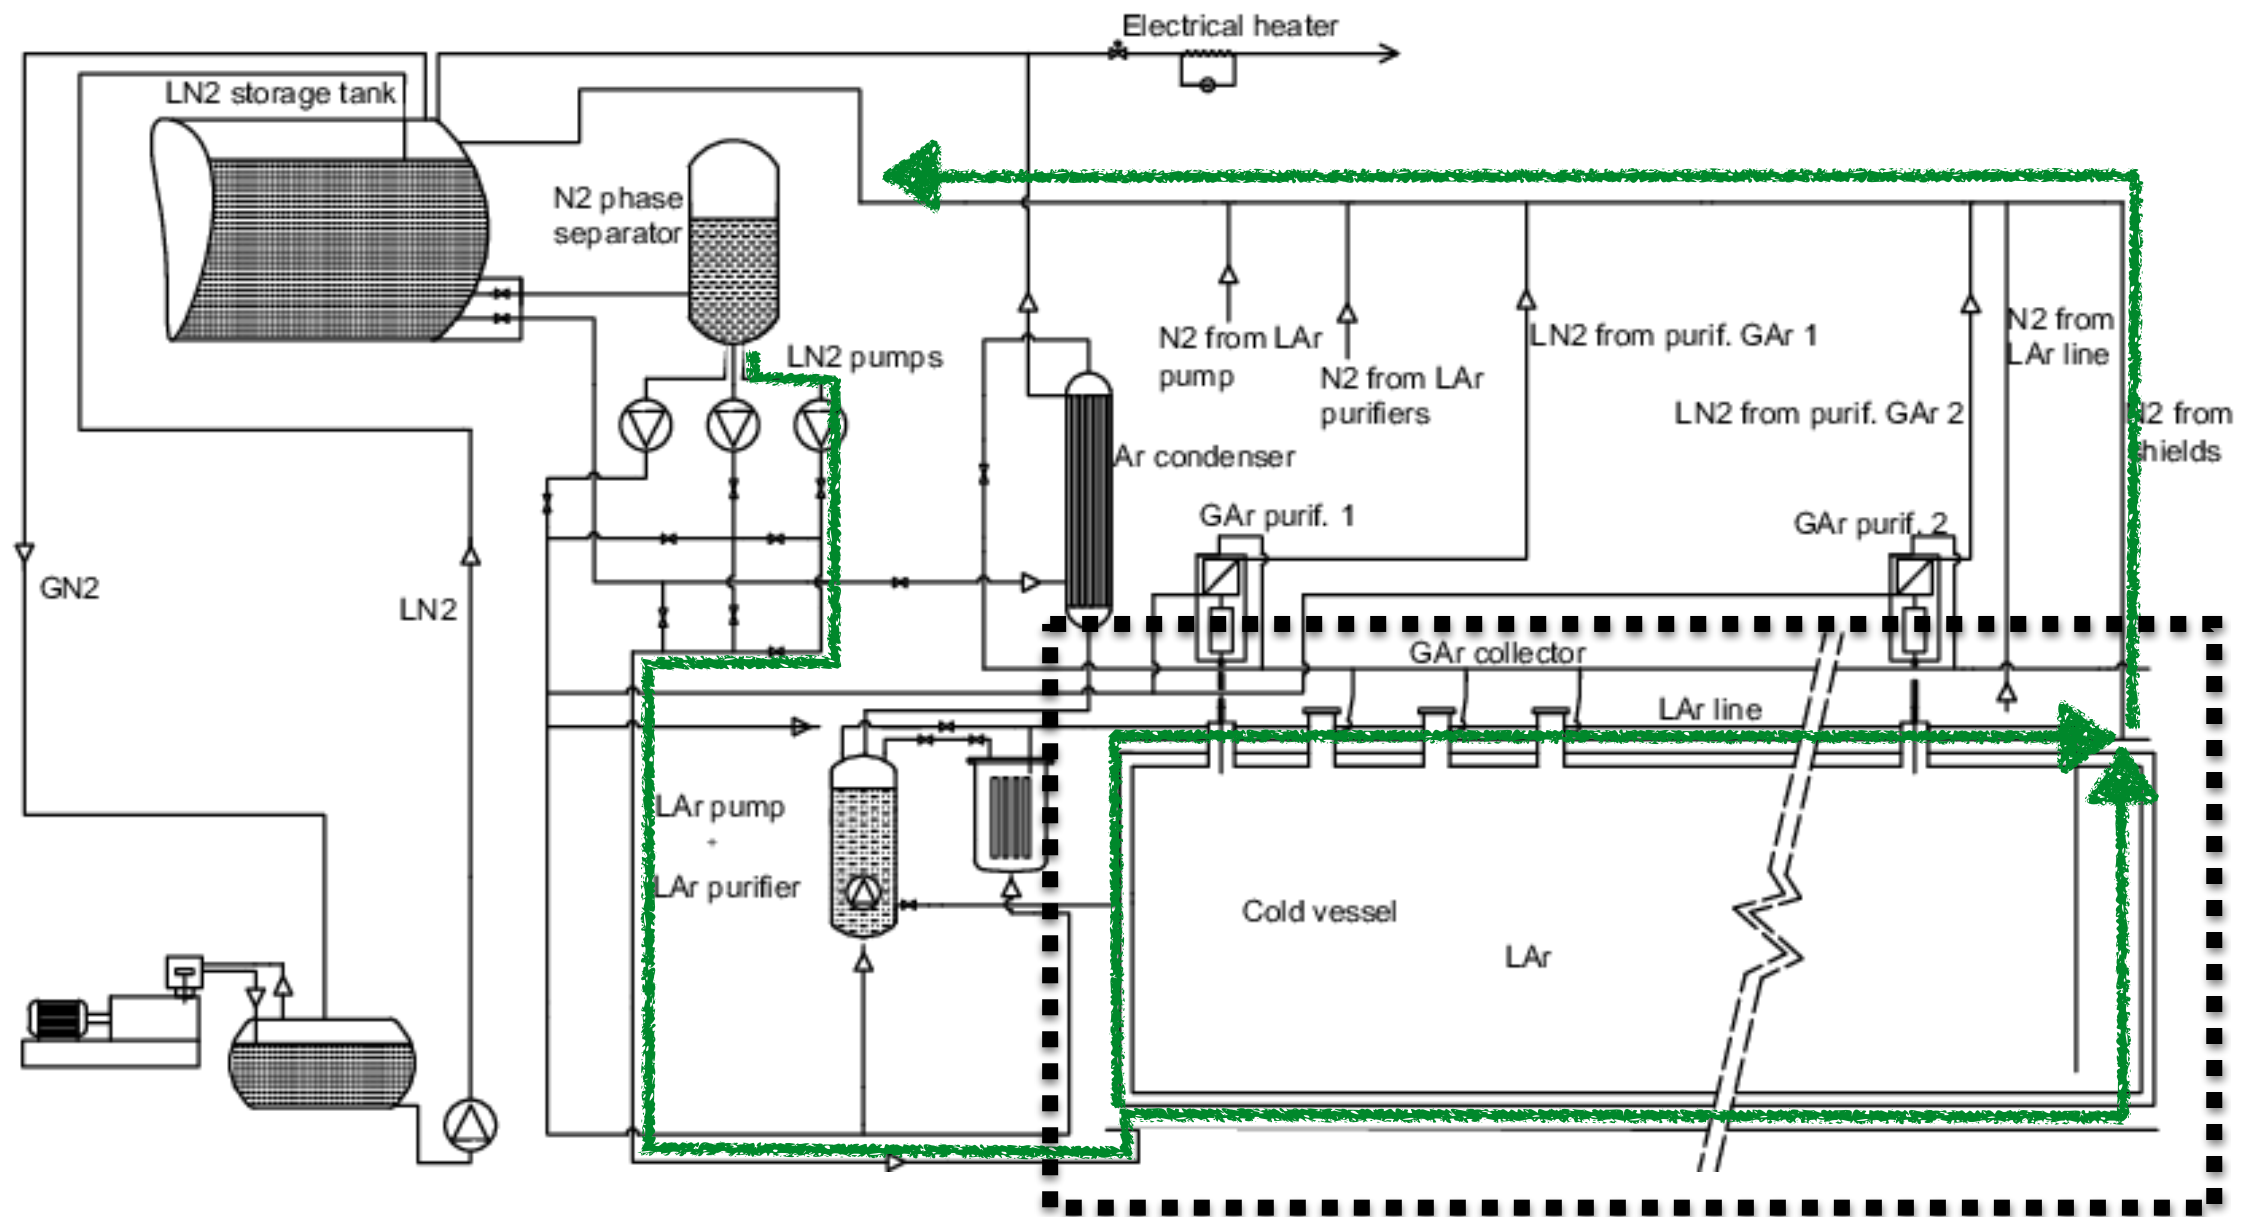 Electrical heater
LN2 storage tank
N2 phase
separator
LN2 pumps
N2 from LAr
pump
N2 from LAr
purifiers
LN2 from purif. GAr 1
N2 from
LAr line
LN2 from purif. GAr 2
N2 from
hields
Ar condenser
GAr purif. 1
GAr purif. 2
GN2
LN2
GAr collector
LAr line
LAr pump
+
LAr purifier
Cold vessel
LAr